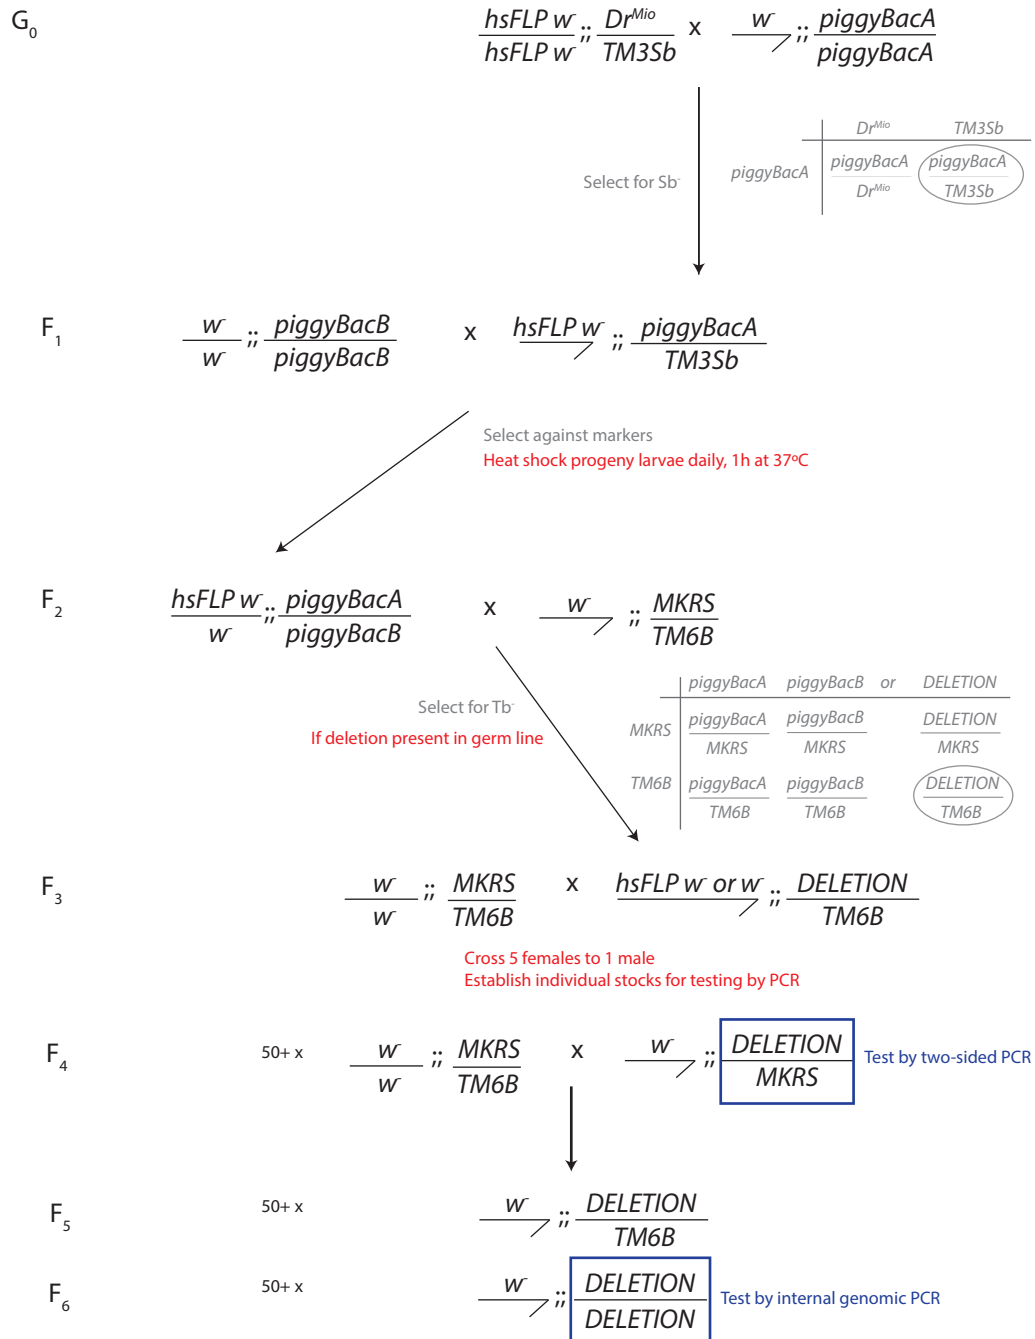 G0
hsFLP w- ;; DrMio x w- ;; piggyBacA
hsFLP w- TM3Sb piggyBacA
DrMio TM3Sb
Select for Sb-
piggyBacA piggyBacA piggyBacA
DrMio TM3Sb
F1
w- ;; piggyBacB x hsFLP w- ;; piggyBacA
w- piggyBacB TM3Sb
Select against markers
Heat shock progeny larvae daily, 1h at 37ºC
F2
hsFLP w- ;; piggyBacA x w- ;; MKRS
w- piggyBacB TM6B
piggyBacA piggyBacB or DELETION
Select for Tb-
If deletion present in germ line
MKRS piggyBacA piggyBacB DELETION
MKRS MKRS MKRS
TM6B piggyBacA piggyBacB DELETION
TM6B TM6B TM6B
F3
w- ;; MKRS x hsFLP w- or w- ;; DELETION
w- TM6B TM6B
Cross 5 females to 1 male
Establish individual stocks for testing by PCR
F4
50+ x w- ;; MKRS x w- ;; DELETION Test by two-sided PCR
w- TM6B MKRS
F5
50+ x w- ;; DELETION
TM6B
F6
50+ x w- ;; DELETION Test by internal genomic PCR
DELETION